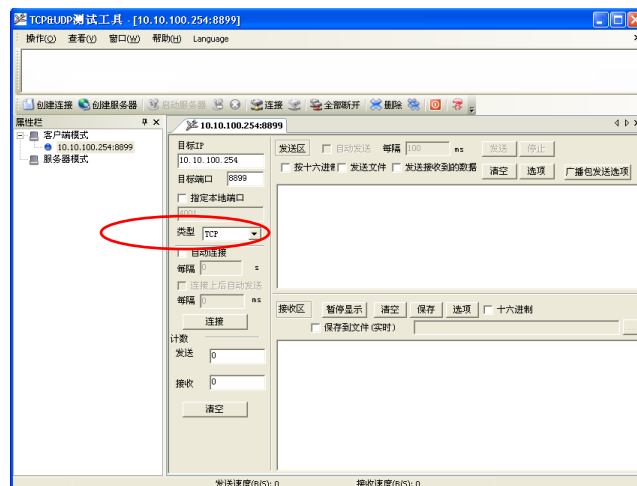 TCP&UDP测试工具 - [10.10.100.254:8899]
操作(O) 查看(V) 窗口(W) 帮助(H) Language
创建连接 创建服务器 启动服务器 连接 全部断开 删除
属性栏
客户端模式
10.10.100.254:8899
服务器模式
10.10.100.254:8899
目标IP
10.10.100.254
目标端口 8899
指定本地端口
4001
类型 TCP
自动连接
每隔 0 s
连接上后自动发送
每隔 0 ms
连接
计数
发送 0
接收 0
清空
发送区 自动发送 每隔 100 ms 发送 停止
按十六进制 发送文件 发送接收到的数据 清空 选项 广播包发送选项
接收区 暂停显示 清空 保存 选项 十六进制
保存到文件(实时)
发送速度(B/S): 0 接收速度(B/S): 0